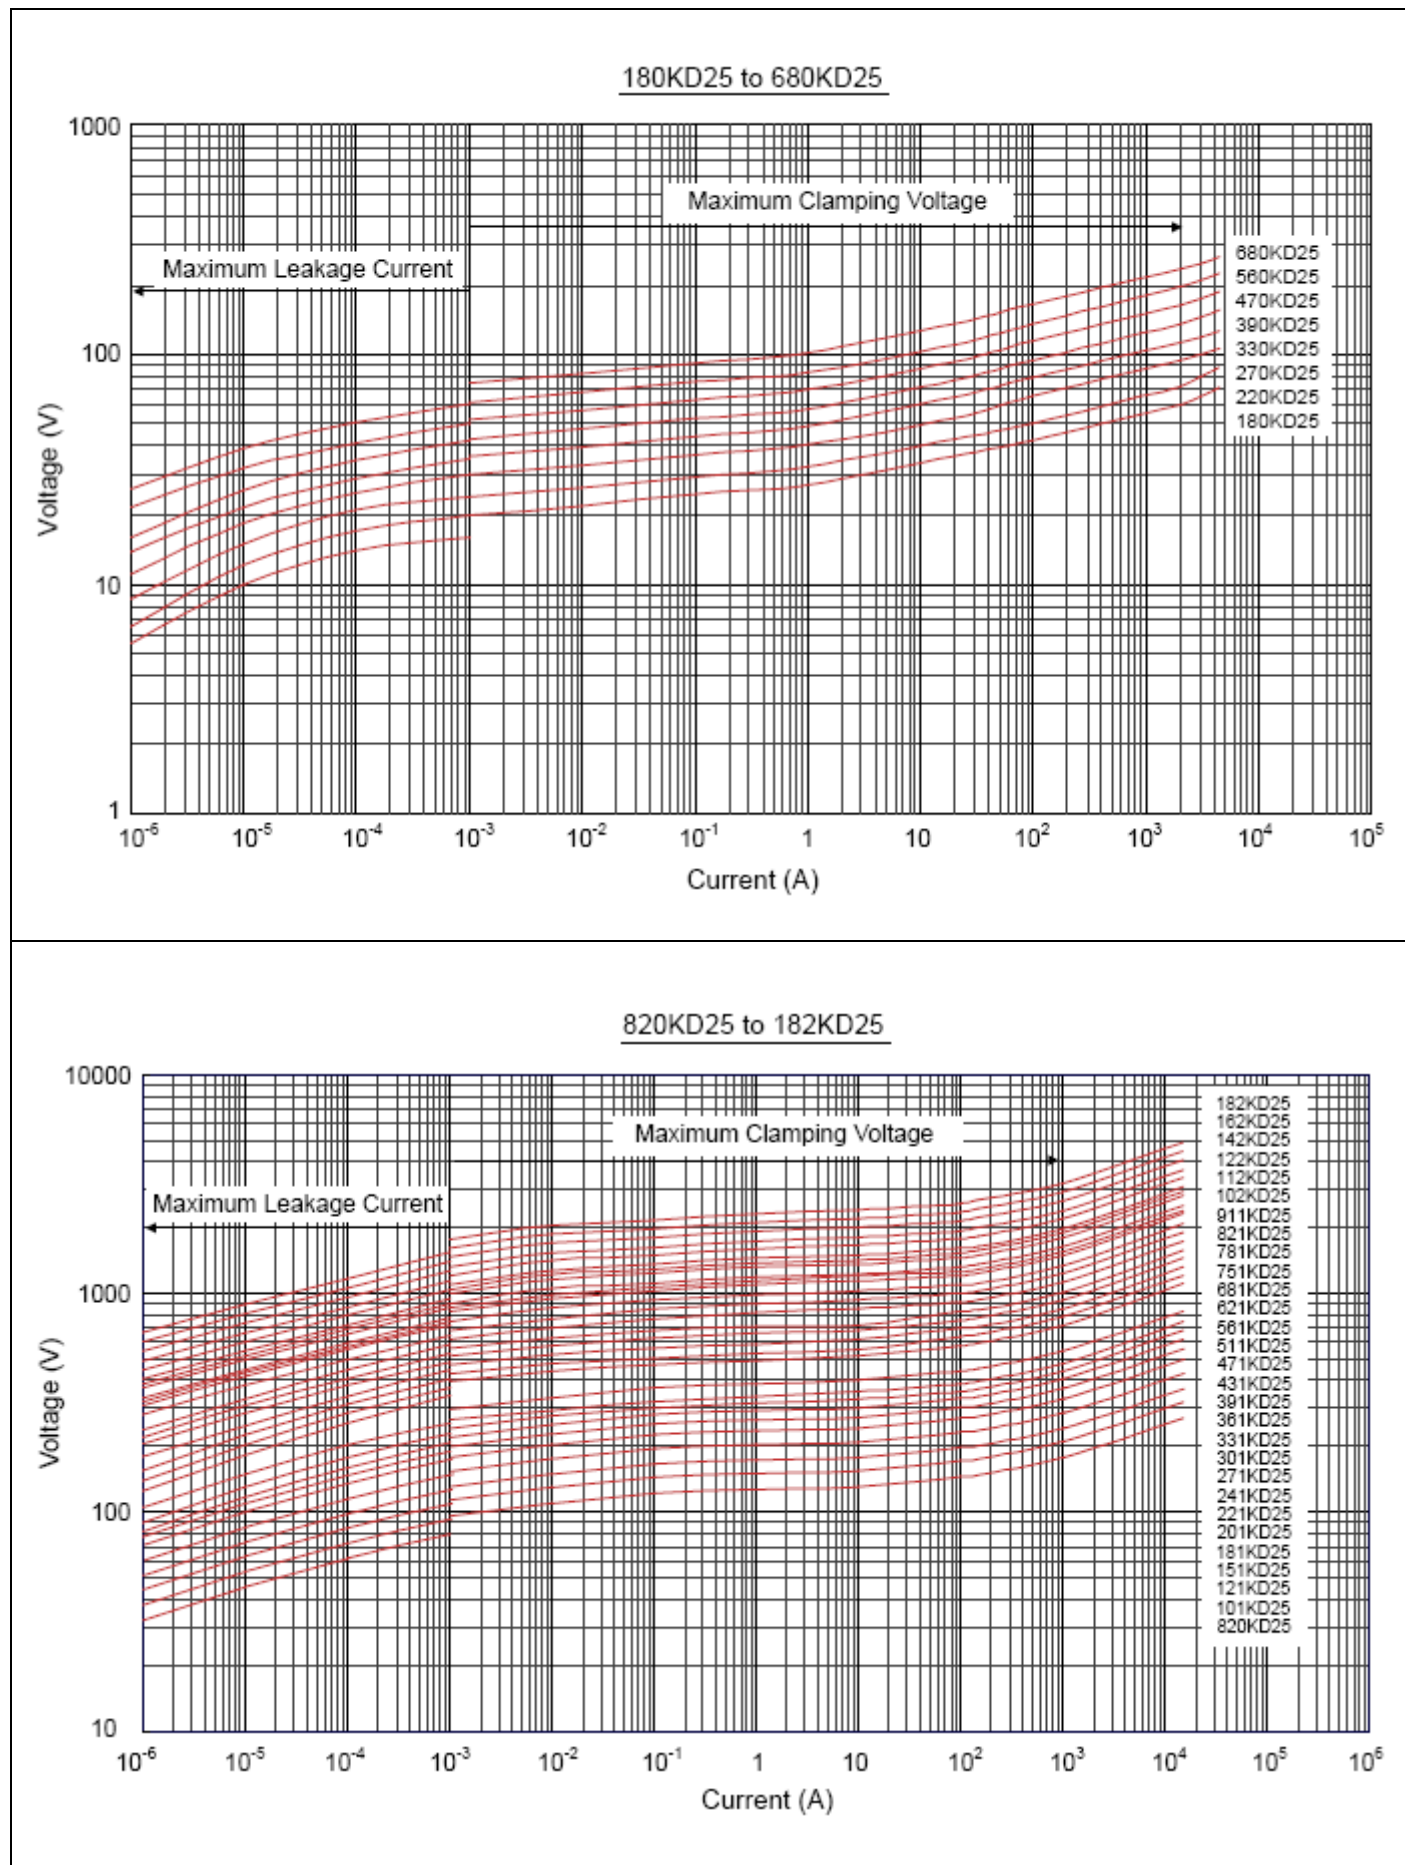 180KD25 to 680KD25
1000
Maximum Clamping Voltage
Maximum Leakage Current
680KD25
560KD25
470KD25
390KD25
330KD25
270KD25
220KD25
180KD25
100
10
1
Voltage (V)
10⁻⁶ 10⁻⁵ 10⁻⁴ 10⁻³ 10⁻² 10⁻¹ 1 10 10² 10³ 10⁴ 10⁵
Current (A)
820KD25 to 182KD25
10000
Maximum Clamping Voltage
Maximum Leakage Current
182KD25
162KD25
142KD25
122KD25
112KD25
102KD25
911KD25
821KD25
781KD25
751KD25
681KD25
621KD25
561KD25
511KD25
471KD25
431KD25
391KD25
361KD25
331KD25
301KD25
271KD25
241KD25
221KD25
201KD25
181KD25
151KD25
121KD25
101KD25
820KD25
1000
100
10
Voltage (V)
10⁻⁶ 10⁻⁵ 10⁻⁴ 10⁻³ 10⁻² 10⁻¹ 1 10 10² 10³ 10⁴ 10⁵ 10⁶
Current (A)